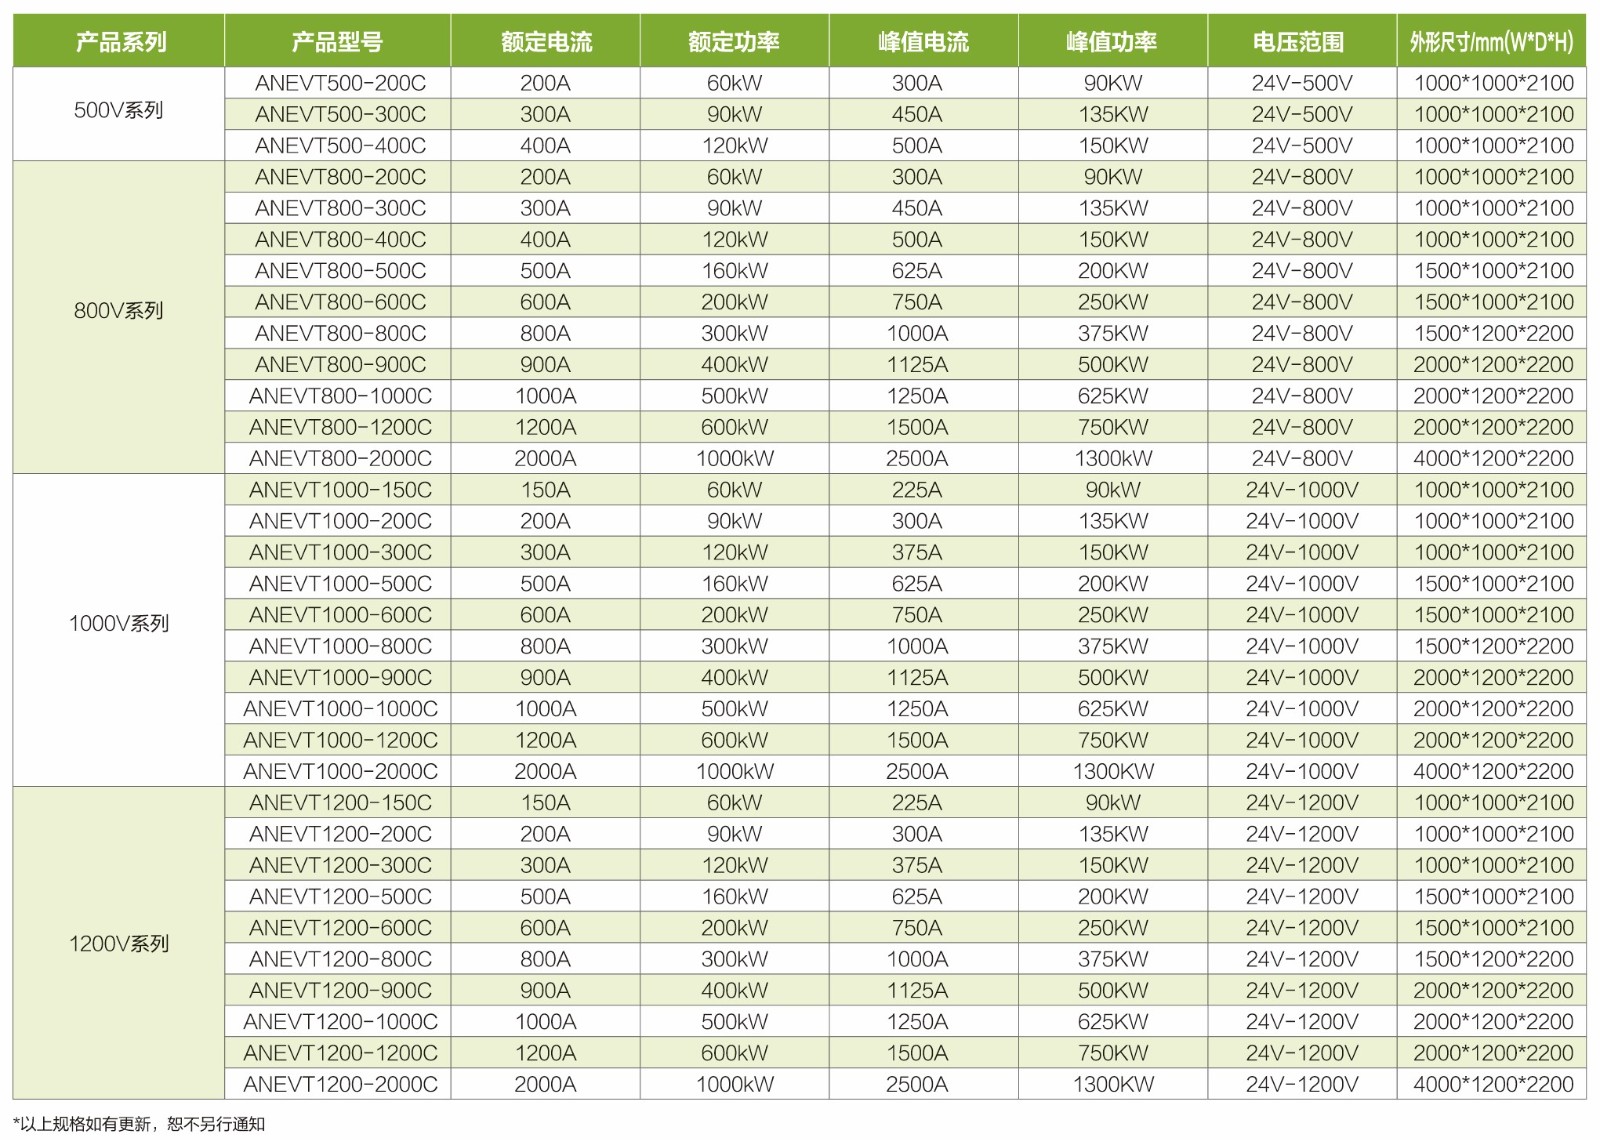 产品系列 产品型号 额定电流 额定功率 峰值电流 峰值功率 电压范围 外形尺寸/mm(W*D*H)
500V系列
ANEVT500-200C 200A 60kW 300A 90KW 24V-500V 1000*1000*2100
ANEVT500-300C 300A 90kW 450A 135KW 24V-500V 1000*1000*2100
ANEVT500-400C 400A 120kW 500A 150KW 24V-500V 1000*1000*2100
800V系列
ANEVT800-200C 200A 60kW 300A 90KW 24V-800V 1000*1000*2100
ANEVT800-300C 300A 90kW 450A 135KW 24V-800V 1000*1000*2100
ANEVT800-400C 400A 120kW 500A 150KW 24V-800V 1000*1000*2100
ANEVT800-500C 500A 160kW 625A 200KW 24V-800V 1500*1000*2100
ANEVT800-600C 600A 200kW 750A 250KW 24V-800V 1500*1000*2100
ANEVT800-800C 800A 300kW 1000A 375KW 24V-800V 1500*1200*2200
ANEVT800-900C 900A 400kW 1125A 500KW 24V-800V 2000*1200*2200
ANEVT800-1000C 1000A 500kW 1250A 625KW 24V-800V 2000*1200*2200
ANEVT800-1200C 1200A 600kW 1500A 750KW 24V-800V 2000*1200*2200
ANEVT800-2000C 2000A 1000kW 2500A 1300kW 24V-800V 4000*1200*2200
1000V系列
ANEVT1000-150C 150A 60kW 225A 90kW 24V-1000V 1000*1000*2100
ANEVT1000-200C 200A 90kW 300A 135KW 24V-1000V 1000*1000*2100
ANEVT1000-300C 300A 120kW 375A 150KW 24V-1000V 1000*1000*2100
ANEVT1000-500C 500A 160kW 625A 200KW 24V-1000V 1500*1000*2100
ANEVT1000-600C 600A 200kW 750A 250KW 24V-1000V 1500*1000*2100
ANEVT1000-800C 800A 300kW 1000A 375KW 24V-1000V 1500*1200*2200
ANEVT1000-900C 900A 400kW 1125A 500KW 24V-1000V 2000*1200*2200
ANEVT1000-1000C 1000A 500kW 1250A 625KW 24V-1000V 2000*1200*2200
ANEVT1000-1200C 1200A 600kW 1500A 750KW 24V-1000V 2000*1200*2200
ANEVT1000-2000C 2000A 1000kW 2500A 1300KW 24V-1000V 4000*1200*2200
1200V系列
ANEVT1200-150C 150A 60kW 225A 90kW 24V-1200V 1000*1000*2100
ANEVT1200-200C 200A 90kW 300A 135KW 24V-1200V 1000*1000*2100
ANEVT1200-300C 300A 120kW 375A 150KW 24V-1200V 1000*1000*2100
ANEVT1200-500C 500A 160kW 625A 200KW 24V-1200V 1500*1000*2100
ANEVT1200-600C 600A 200kW 750A 250KW 24V-1200V 1500*1000*2100
ANEVT1200-800C 800A 300kW 1000A 375KW 24V-1200V 1500*1200*2200
ANEVT1200-900C 900A 400kW 1125A 500KW 24V-1200V 2000*1200*2200
ANEVT1200-1000C 1000A 500kW 1250A 625KW 24V-1200V 2000*1200*2200
ANEVT1200-1200C 1200A 600kW 1500A 750KW 24V-1200V 2000*1200*2200
ANEVT1200-2000C 2000A 1000kW 2500A 1300KW 24V-1200V 4000*1200*2200
*以上规格如有更新，恕不另行通知